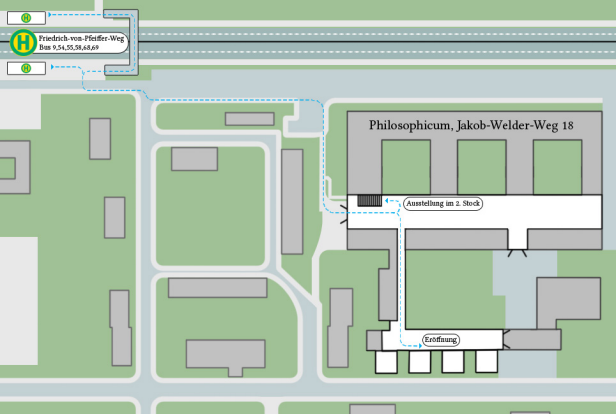 H
H
Friedrich-von-Pfeiffer-Weg
Bus 9,54,55,58,68,69
H
Philosophicum, Jakob-Welder-Weg 18
Ausstellung im 2. Stock
Eröffnung